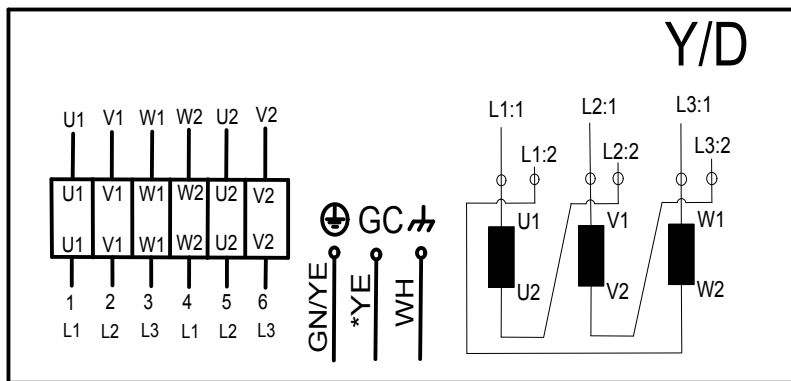 Y/D
U1 V1 W1 W2 U2 V2
U1 V1 W1 W2 U2 V2
U1 V1 W1 W2 U2 V2
1 2 3 4 5 6
L1 L2 L3 L1 L2 L3
GC
GN/YE
*YE
WH
L1:1 L2:1 L3:1
L1:2 L2:2 L3:2
U1 V1 W1
U2 V2 W2